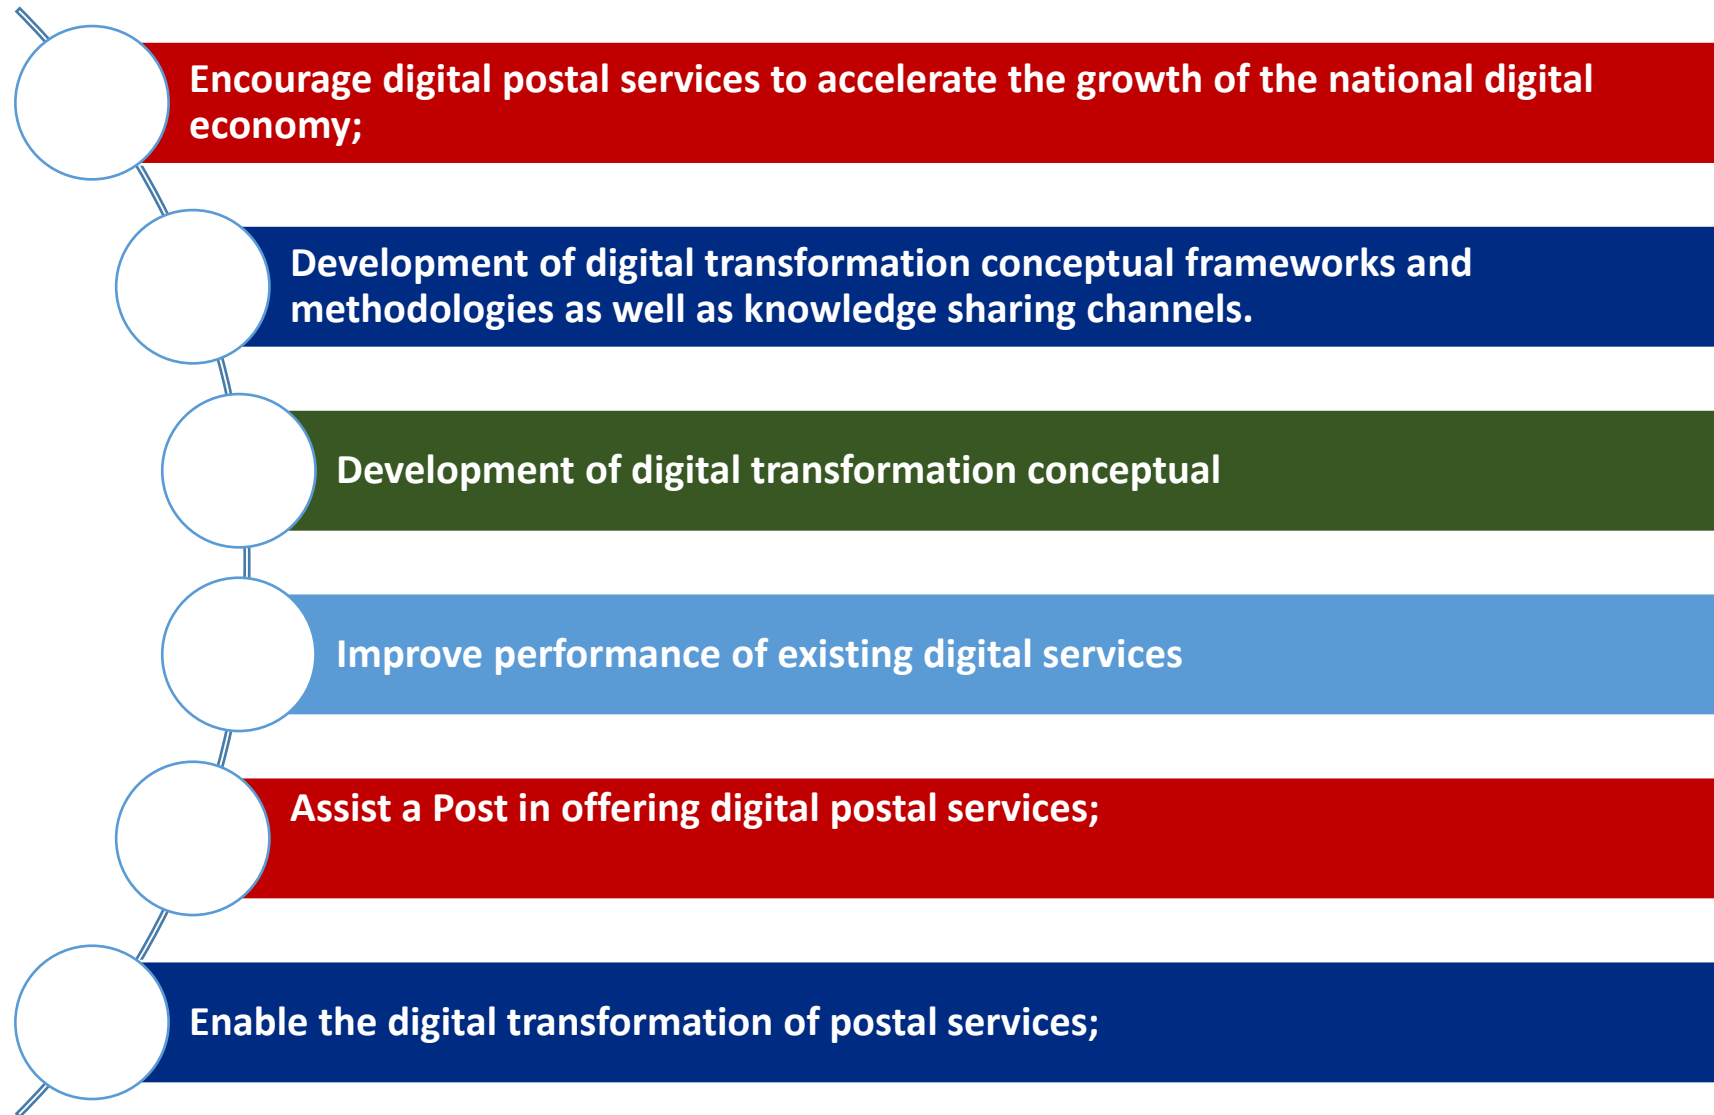 Encourage digital postal services to accelerate the growth of the national digital
economy;
Development of digital transformation conceptual frameworks and
methodologies as well as knowledge sharing channels.
Development of digital transformation conceptual
Improve performance of existing digital services
Assist a Post in offering digital postal services;
Enable the digital transformation of postal services;